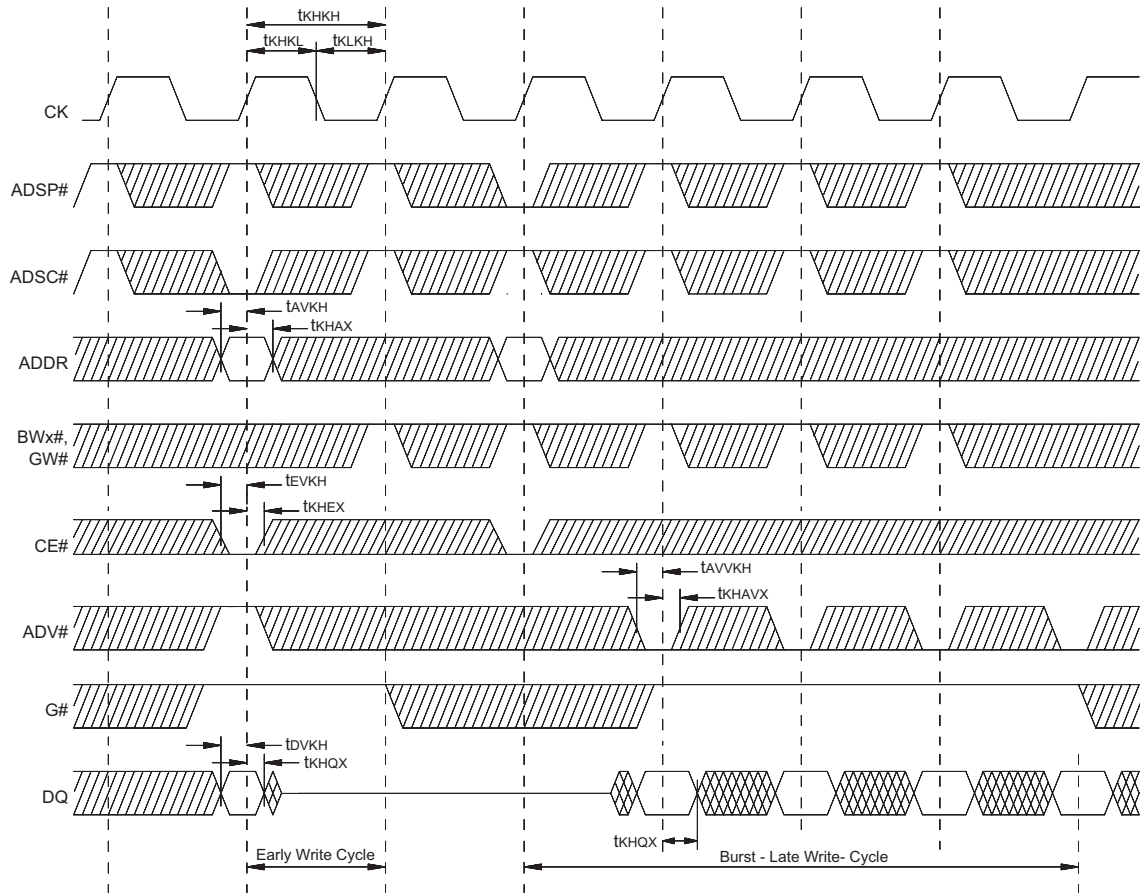 tKHKH
tKHKL
tKLKH
CK
ADSP#
ADSC#
tAVKH
tKHAX
ADDR
BWx#,
GW#
tEVKH
tKHEX
CE#
tAVVKH
tKHAVX
ADV#
G#
tDVKH
tKHQX
DQ
tKHQX
Early Write Cycle
Burst - Late Write- Cycle